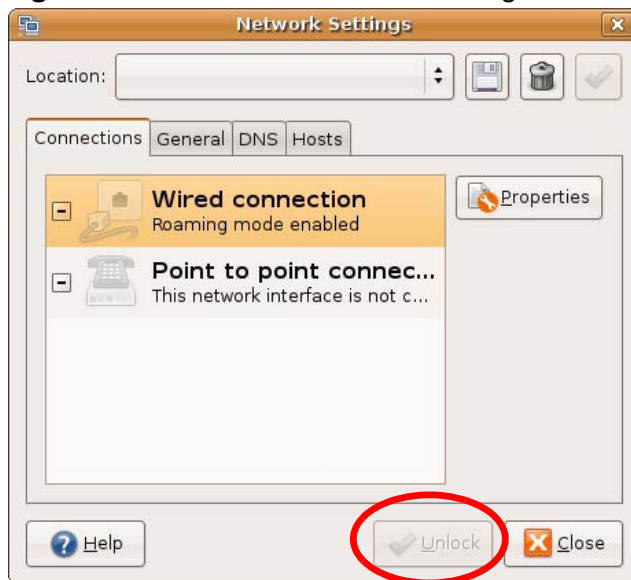 Network Settings
Location:
Connections General DNS Hosts
Wired connection
Roaming mode enabled
Properties
Point to point connec...
This network interface is not c...
Help
Unlock
Close